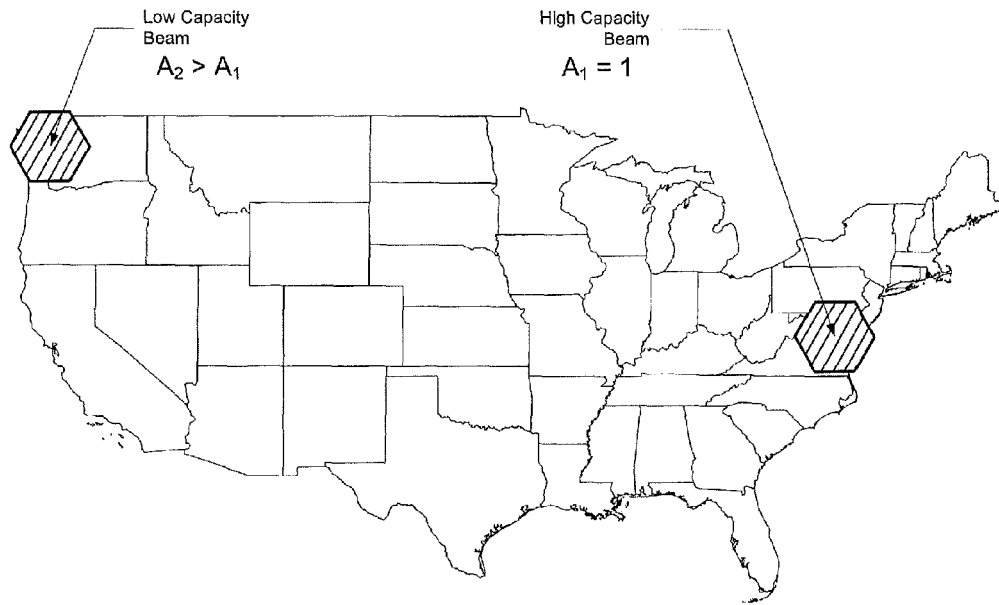 Low Capacity
Beam
A₂ > A₁
High Capacity
Beam
A₁ = 1